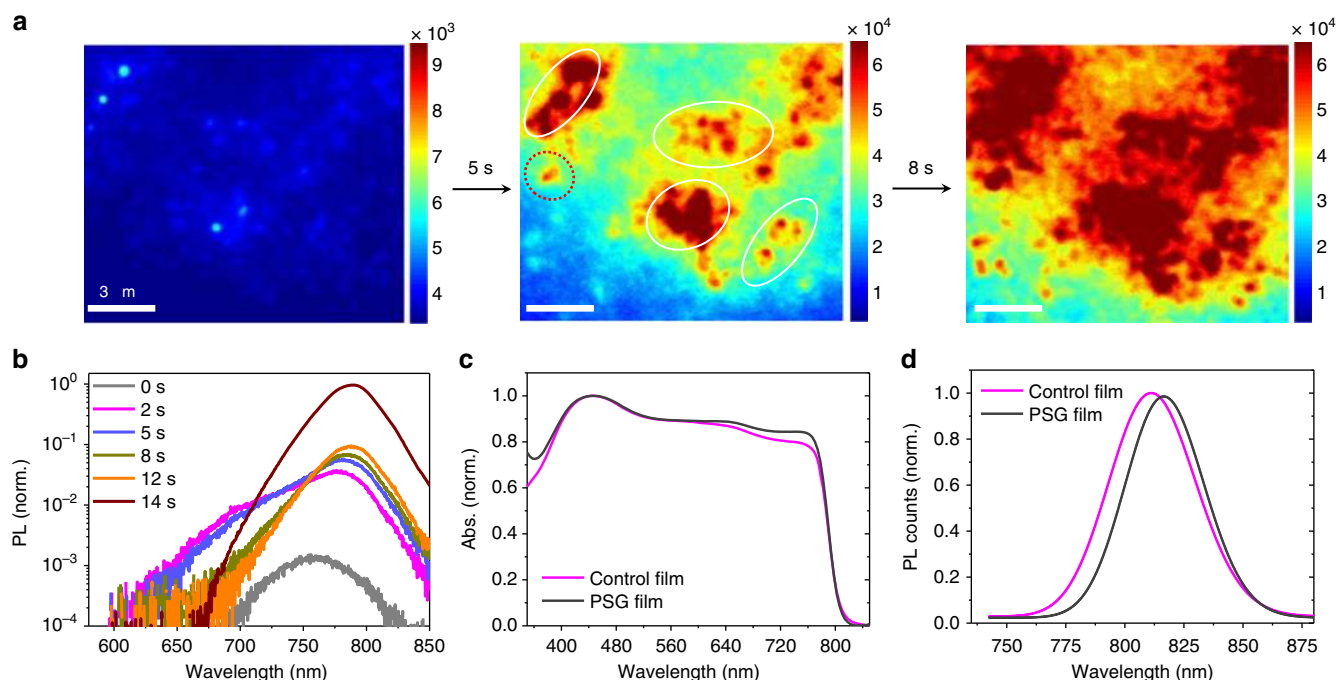 a
× 10³
9
8
7
6
5
4
3 m
5 s
× 10⁴
6
5
4
3
2
1
8 s
× 10⁴
6
5
4
3
2
1
b
PL (norm.)
10⁰
10⁻¹
10⁻²
10⁻³
10⁻⁴
0 s
2 s
5 s
8 s
12 s
14 s
600 650 700 750 800 850
Wavelength (nm)
c
Abs. (norm.)
1.0
0.8
0.6
0.4
0.2
0.0
Control film
PSG film
400 480 560 640 720 800
Wavelength (nm)
d
PL counts (norm.)
1.0
0.8
0.6
0.4
0.2
0.0
Control film
PSG film
750 775 800 825 850 875
Wavelength (nm)